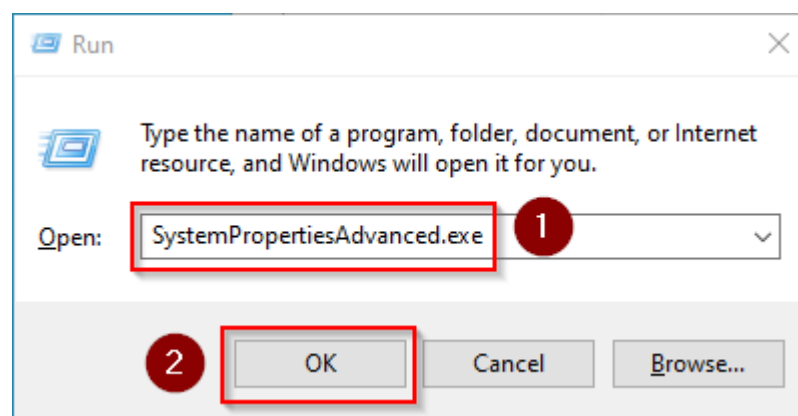 Run
Type the name of a program, folder, document, or Internet
resource, and Windows will open it for you.
Open: SystemPropertiesAdvanced.exe 1
2 OK Cancel Browse...